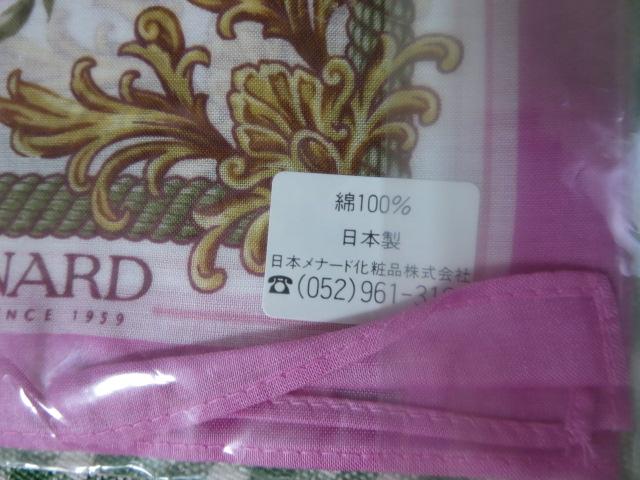 綿100%
日本製
日本メナード化粧品株式会社
☎(052)961-31
NARD
NCE 1959